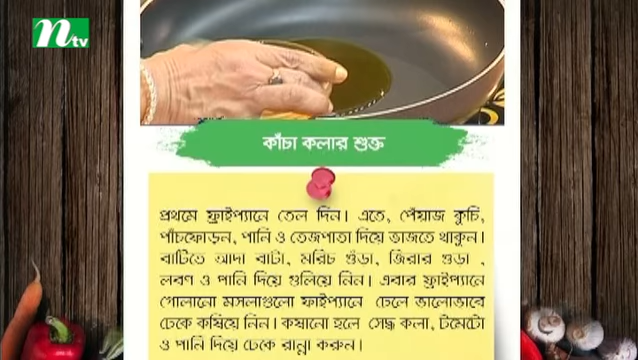 ntv
কাঁচা কলার শুক্ত
প্রথমে ফ্রাইপ্যানে তেল দিন। এতে, পেঁয়াজ কুচি,
পাঁচফোড়ন, পানি ও তেজপাতা দিয়ে ভাজতে থাকুন।
বাটিতে আদা বাটা, মরিচ গুঁড়া, জিরার গুড়া ,
লবণ ও পানি দিয়ে গুলিয়ে নিন। এবার ফ্রাইপ্যানে
গোলানো মসলাগুলো ফাইপ্যানে ঢেলে ভালোভাবে
ঢেকে কষিয়ে নিন। কষানো হলে সেদ্ধ কলা, টমেটো
ও পানি দিয়ে ঢেকে রান্না করুন।